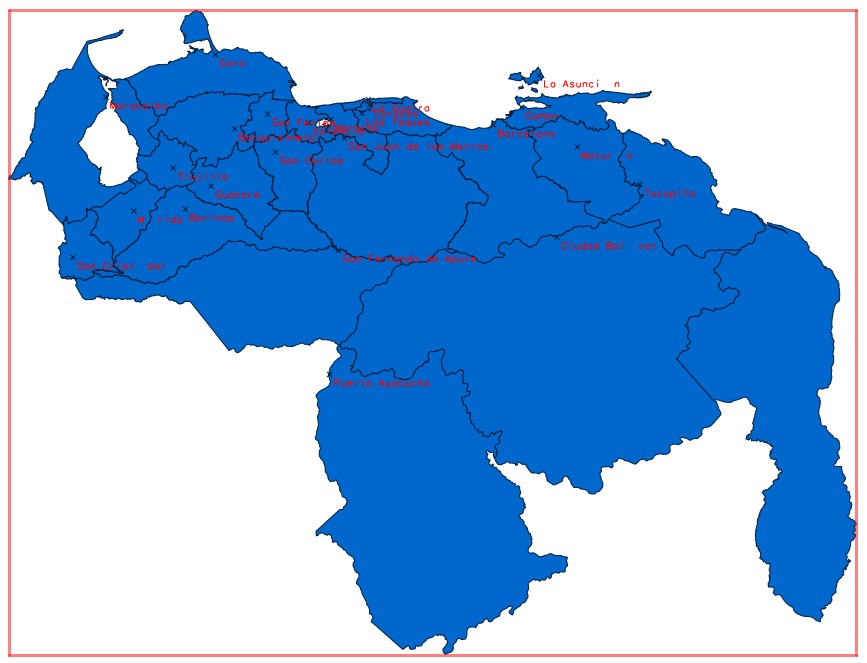 Coro
La Asunci n
Maracaibo
La Guaira
Caracas
Cuman
San Felipe
Los Teques
Maracay
Barcelona
Barquisimeto
San Juan de los Morros
Matur n
San Carlos
Trujillo
Tucupita
Guanare
M rida
Barinas
Ciudad Bol var
San Fernando de Apure
San Crist bal
Puerto Ayacucho